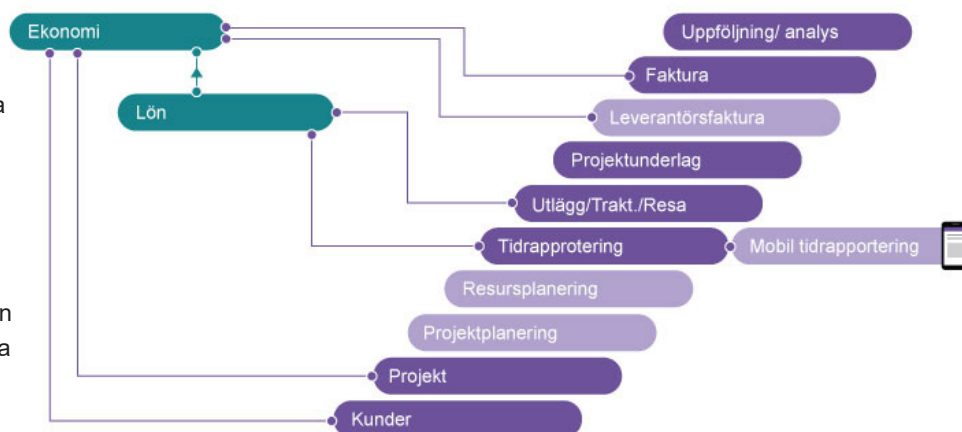 Ekonomi
Uppföljning/ analys
Faktura
a
Lön
Leverantörsfaktura
Projektunderlag
Utlägg/Trakt./Resa
Tidrapprotering
Mobil tidrapportering
Resursplanering
n
Projektplanering
a
Projekt
Kunder